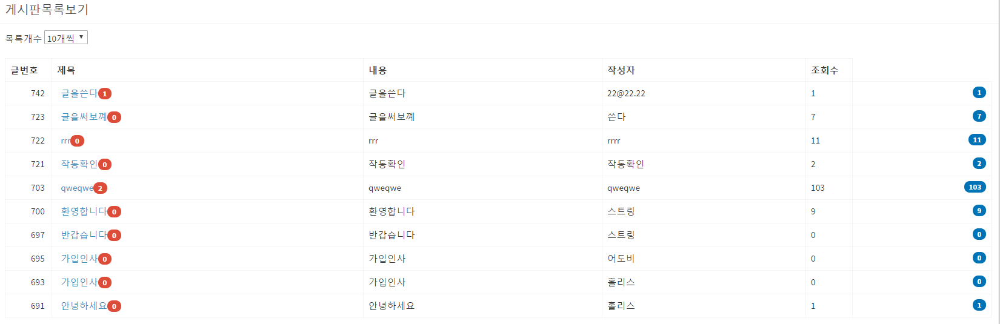 게시판목록보기
목록개수 10개씩 ▼
글번호 제목 내용 작성자 조회수
742 글을쓴다 1 글을쓴다 22@22.22 1 1
723 글을써보꼐 0 글을써보꼐 쓴다 7 7
722 rrr 0 rrr rrrr 11 11
721 작동확인 0 작동확인 작동확인 2 2
703 qweqwe 2 qweqwe qweqwe 103 103
700 환영합니다 0 환영합니다 스트링 9 9
697 반갑습니다 0 반갑습니다 스트링 0 0
695 가입인사 0 가입인사 어도비 0 0
693 가입인사 0 가입인사 홀리스 0 0
691 안녕하세요 0 안녕하세요 홀리스 1 1